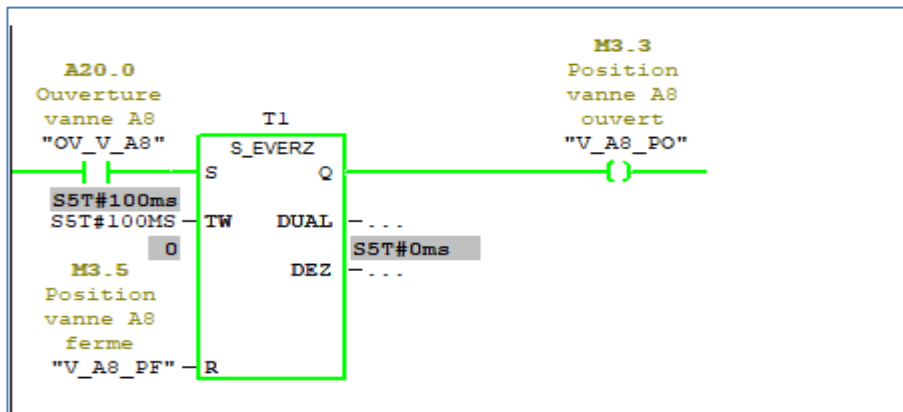 A20.0
Ouverture
vanne A8
"OV_V_A8"
T1
S_EVERZ
S Q
S5T#100ms
S5T#100MS TW DUAL ...
0 S5T#0ms
DEZ ...
M3.5
Position
vanne A8
ferme
"V_A8_PF" R
M3.3
Position
vanne A8
ouvert
"V_A8_PO"